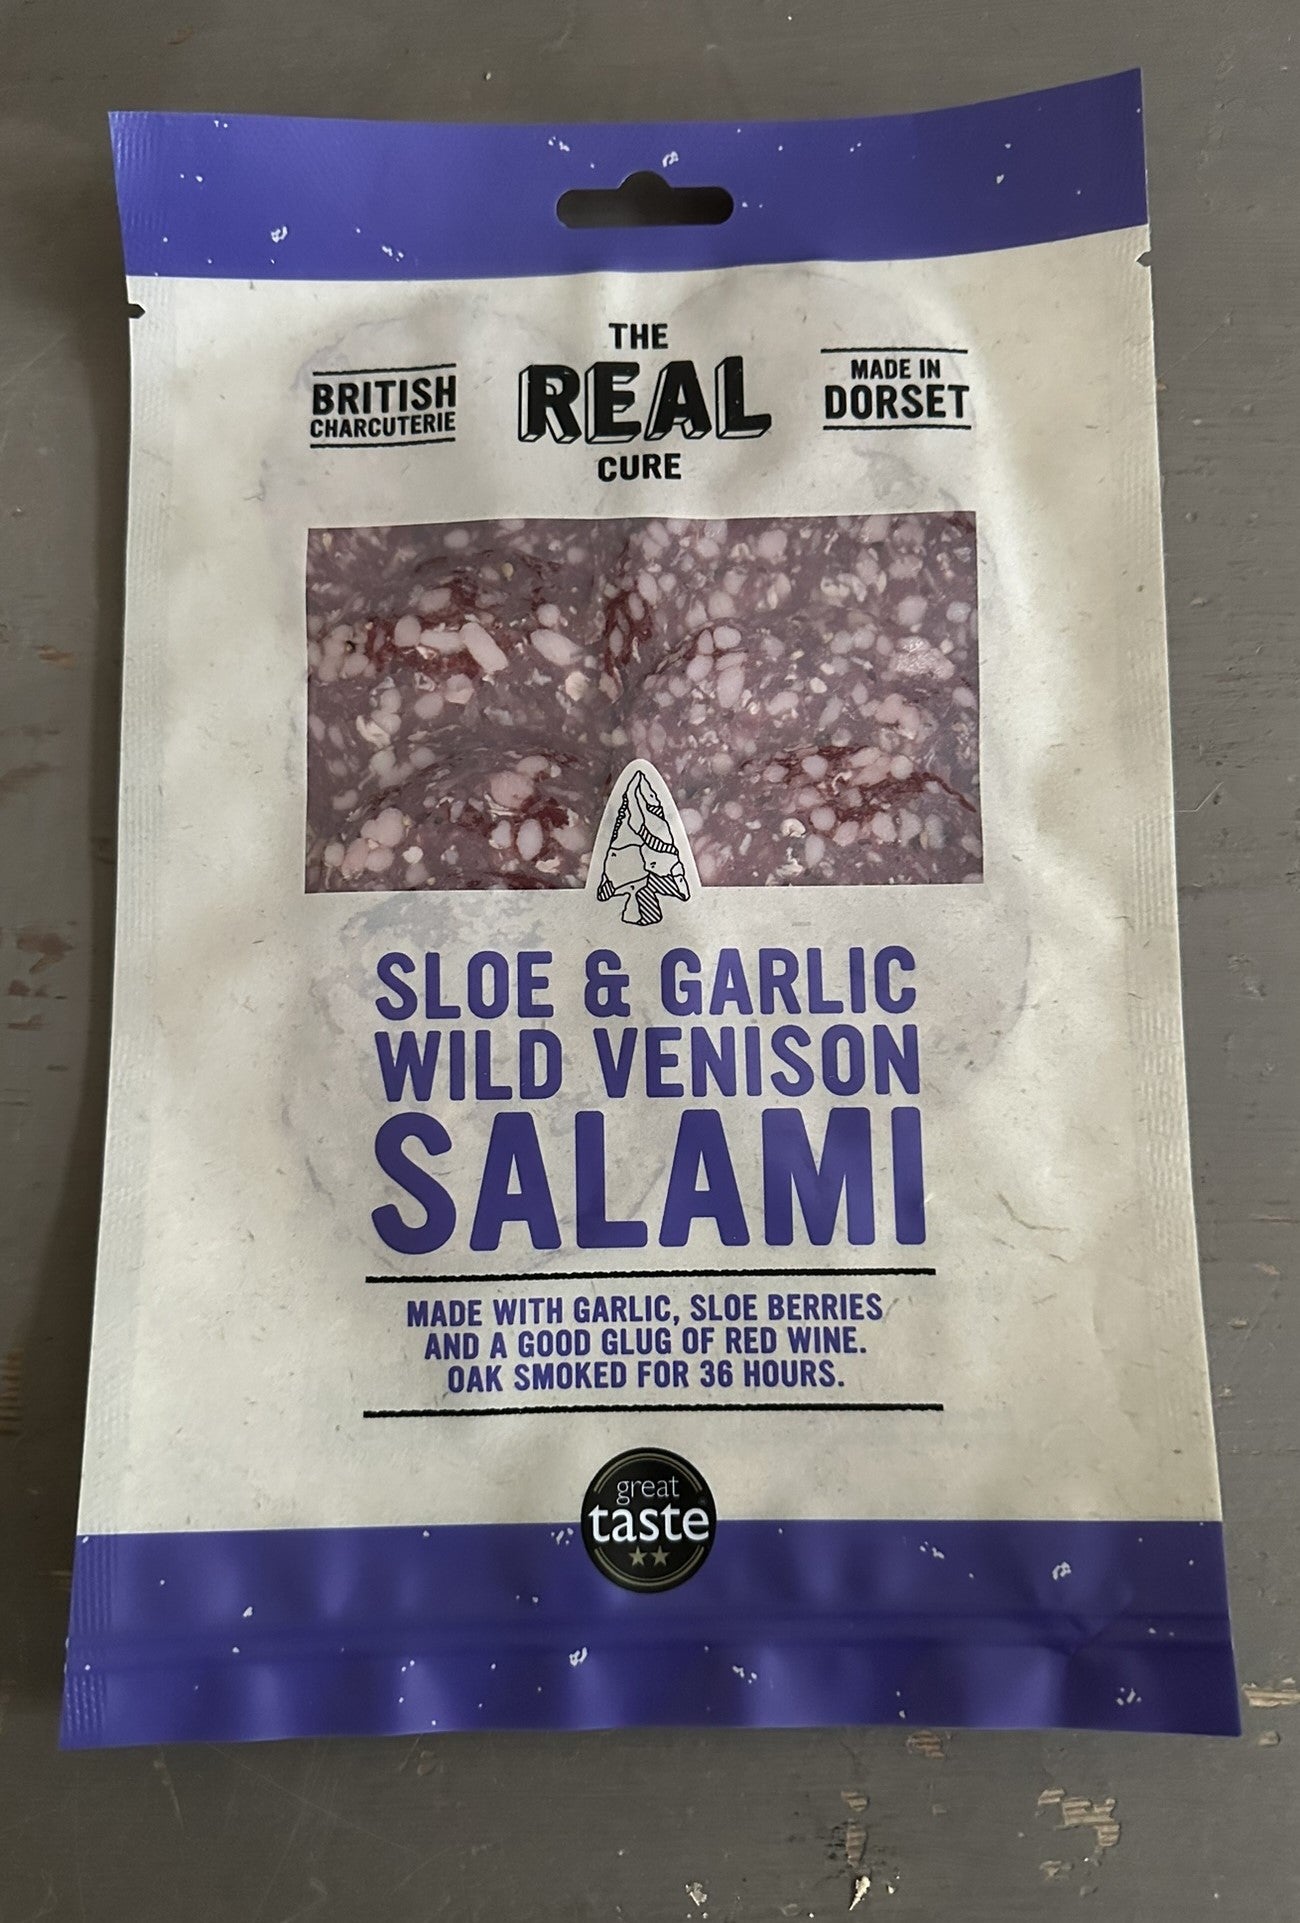 THE
REAL
CURE
BRITISH
CHARCUTERIE
MADE IN
DORSET
SLOE & GARLIC
WILD VENISON
SALAMI
MADE WITH GARLIC, SLOE BERRIES
AND A GOOD GLUG OF RED WINE.
OAK SMOKED FOR 36 HOURS.
great
taste